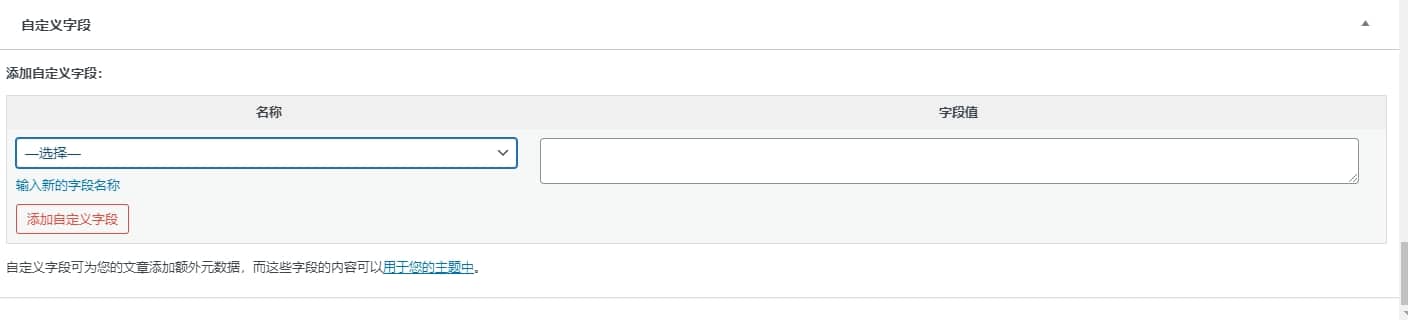 自定义字段
添加自定义字段：
名称 字段值
—选择—
输入新的字段名称
添加自定义字段
自定义字段可为您的文章添加额外元数据，而这些字段的内容可以用于您的主题中。